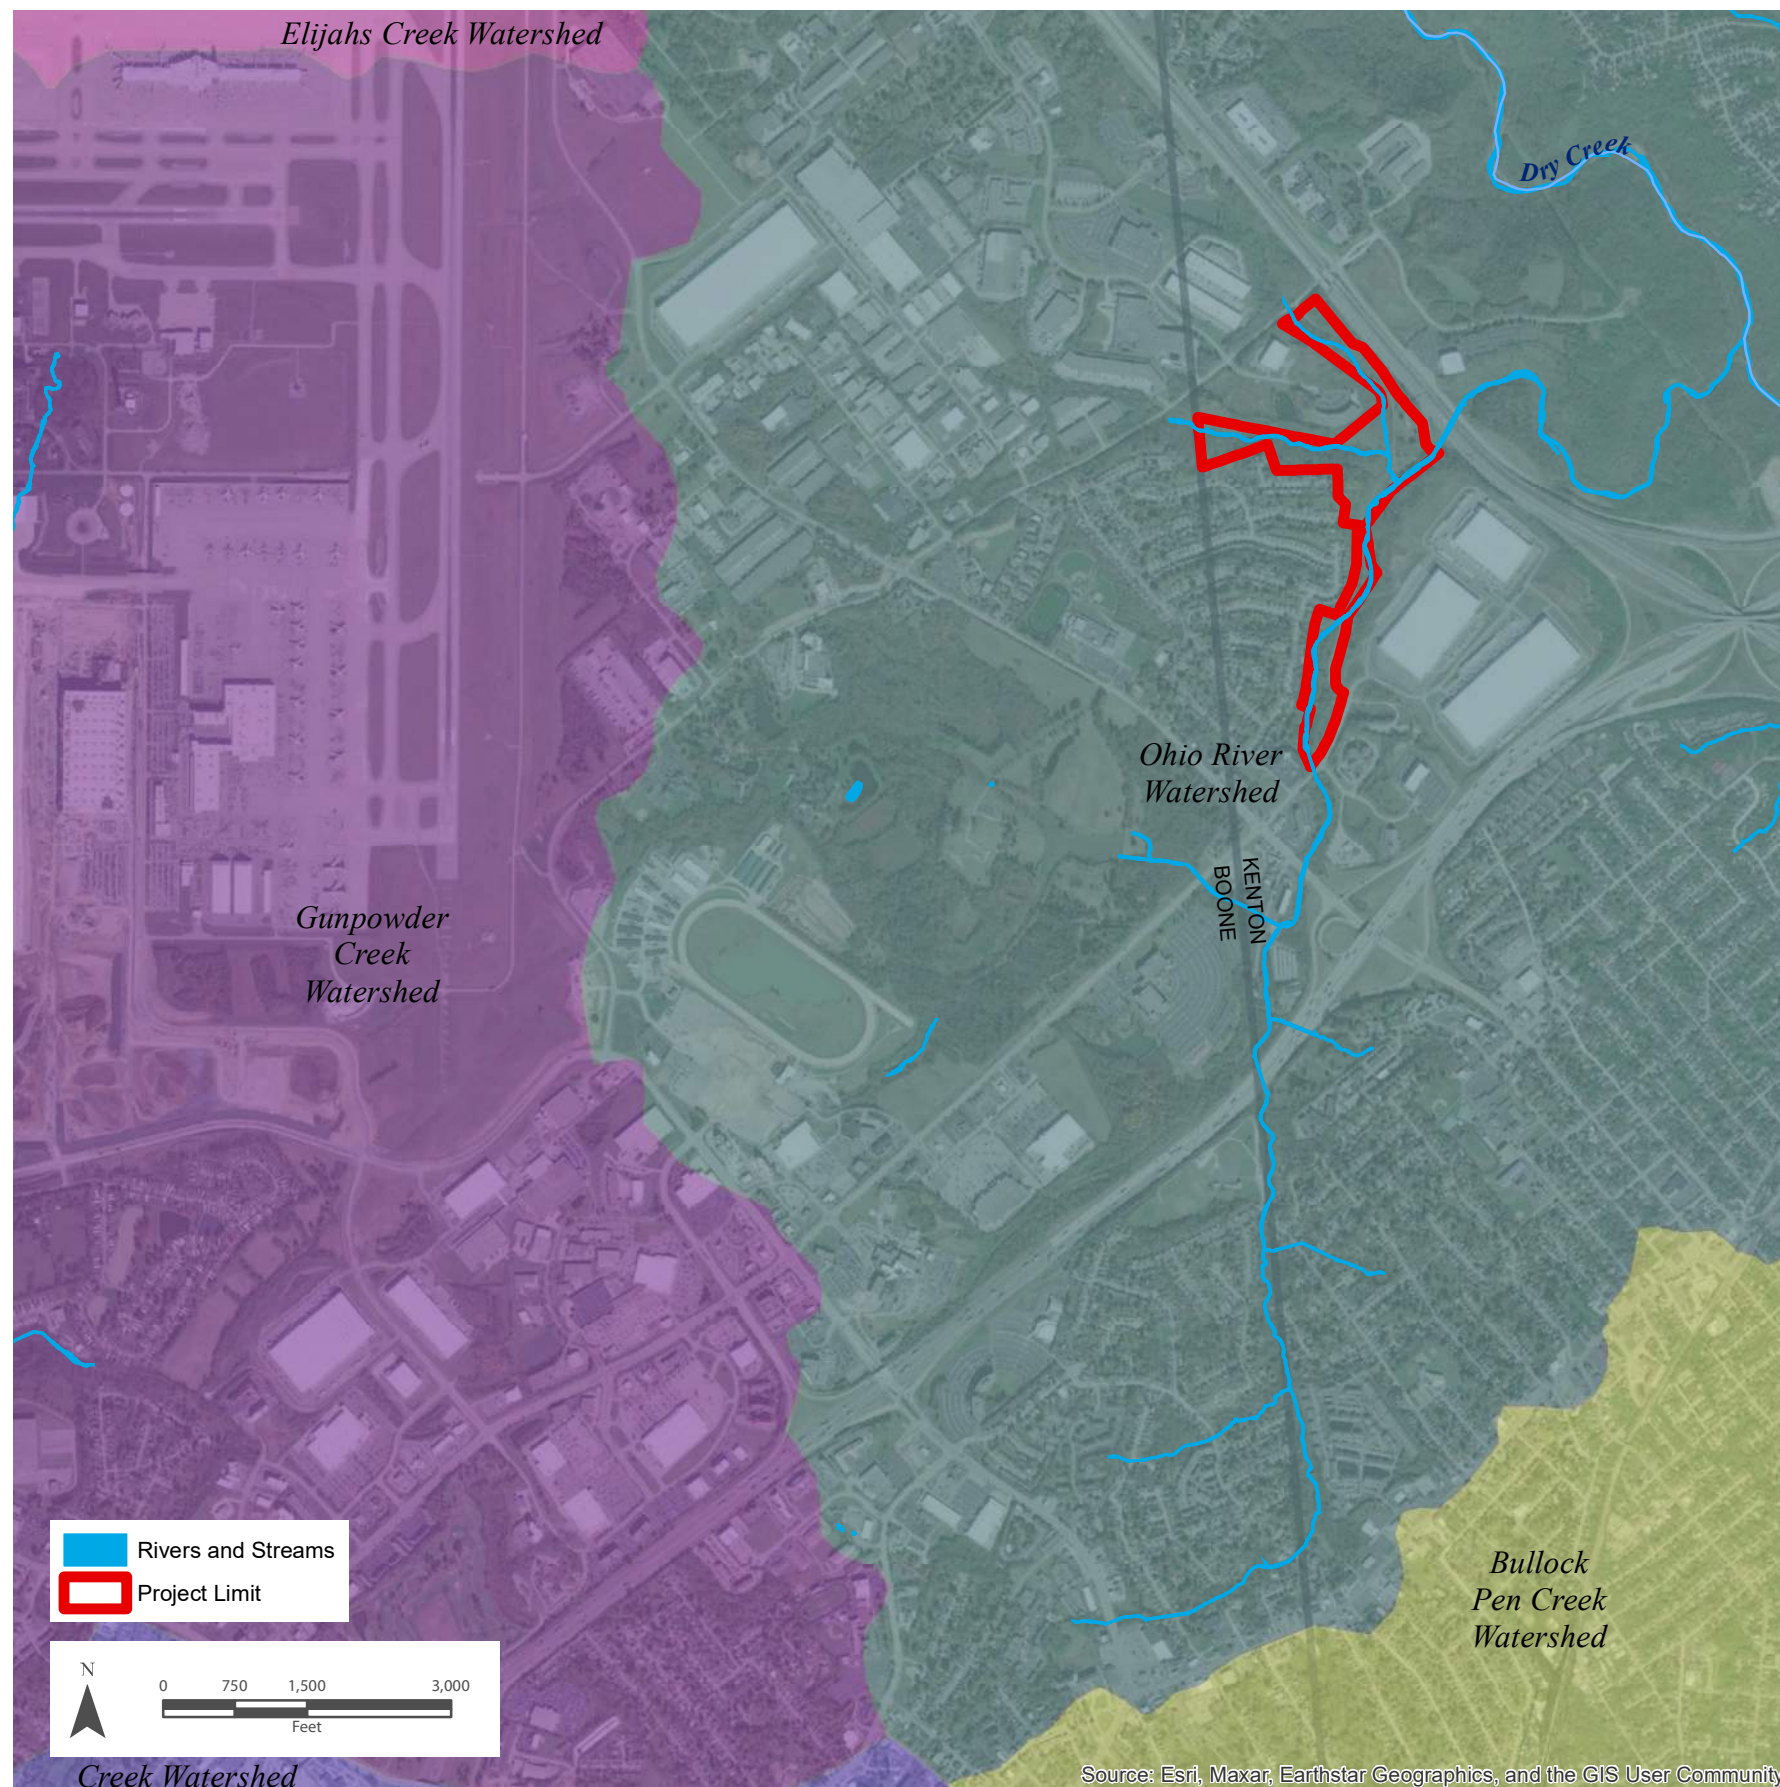 Elijahs Creek Watershed
Dry Creek
Ohio River
Watershed
KENTON
BOONE
Gunpowder
Creek
Watershed
Rivers and Streams
Project Limit
Bullock
Pen Creek
Watershed
N
0 750 1,500 3,000
Feet
Creek Watershed
Source: Esri, Maxar, Earthstar Geographics, and the GIS User Community